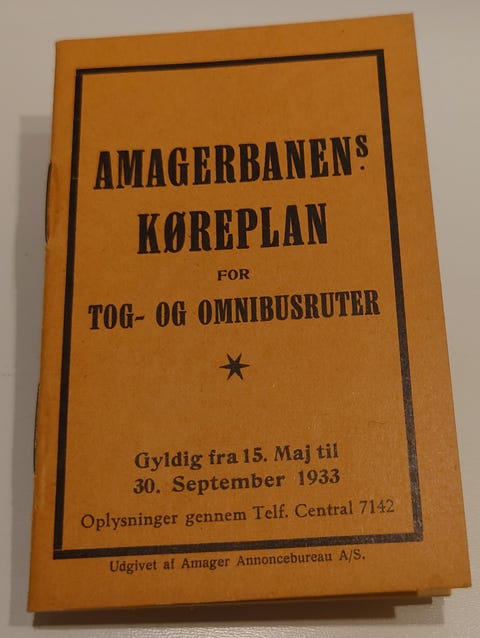 AMAGERBANENS.
KØREPLAN
FOR
TOG- OG OMNIBUSRUTER
Gyldig fra 15. Maj til
30. September 1933
Oplysninger gennem Telf. Central 7142
Udgivet af Amager Annoncebureau A/S.